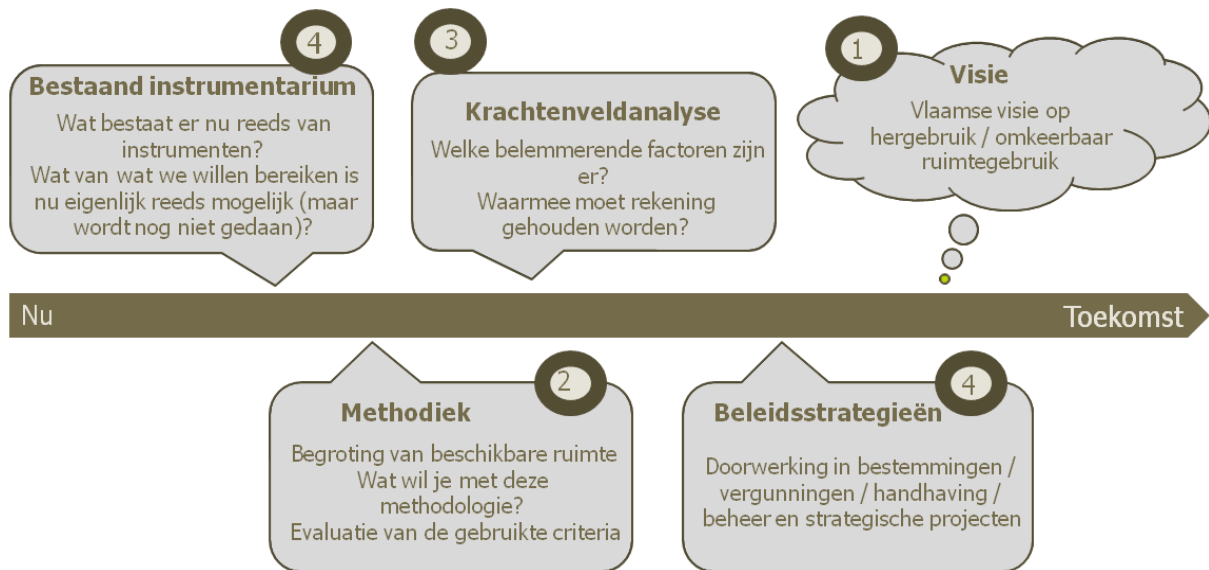 4
Bestaand instrumentarium
Wat bestaat er nu reeds van
instrumenten?
Wat van wat we willen bereiken is
nu eigenlijk reeds mogelijk (maar
wordt nog niet gedaan)?
3
Krachtenveldanalyse
Welke belemmerende factoren zijn
er?
Waarmee moet rekening
gehouden worden?
1
Visie
Vlaamse visie op
hergebruik / omkeerbaar
ruimtegebruik
Nu
Toekomst
2
Methodiek
Begroting van beschikbare ruimte
Wat wil je met deze
methodologie?
Evaluatie van de gebruikte criteria
4
Beleidsstrategieën
Doorwerking in bestemmingen /
vergunningen / handhaving /
beheer en strategische projecten